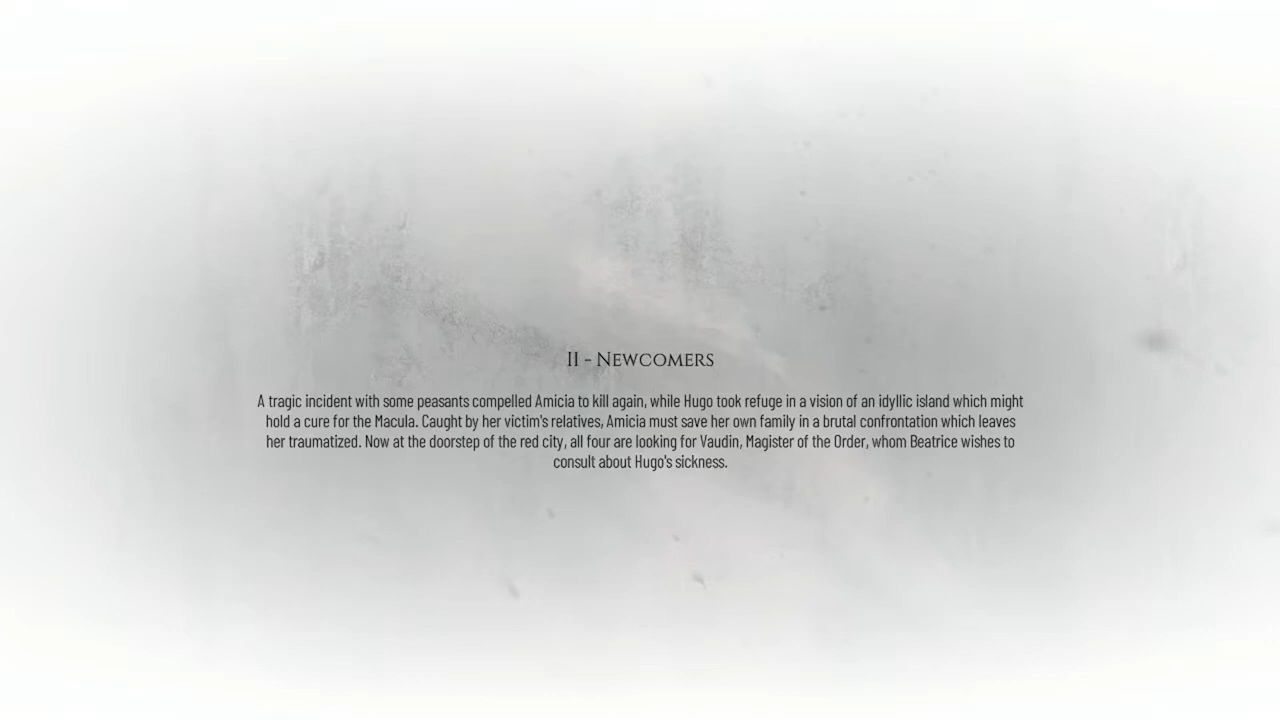 II - Newcomers
A tragic incident with some peasants compelled Amicia to kill again, while Hugo took refuge in a vision of an idyllic island which might
hold a cure for the Macula. Caught by her victim's relatives, Amicia must save her own family in a brutal confrontation which leaves
her traumatized. Now at the doorstep of the red city, all four are looking for Vaudin, Magister of the Order, whom Beatrice wishes to
consult about Hugo's sickness.